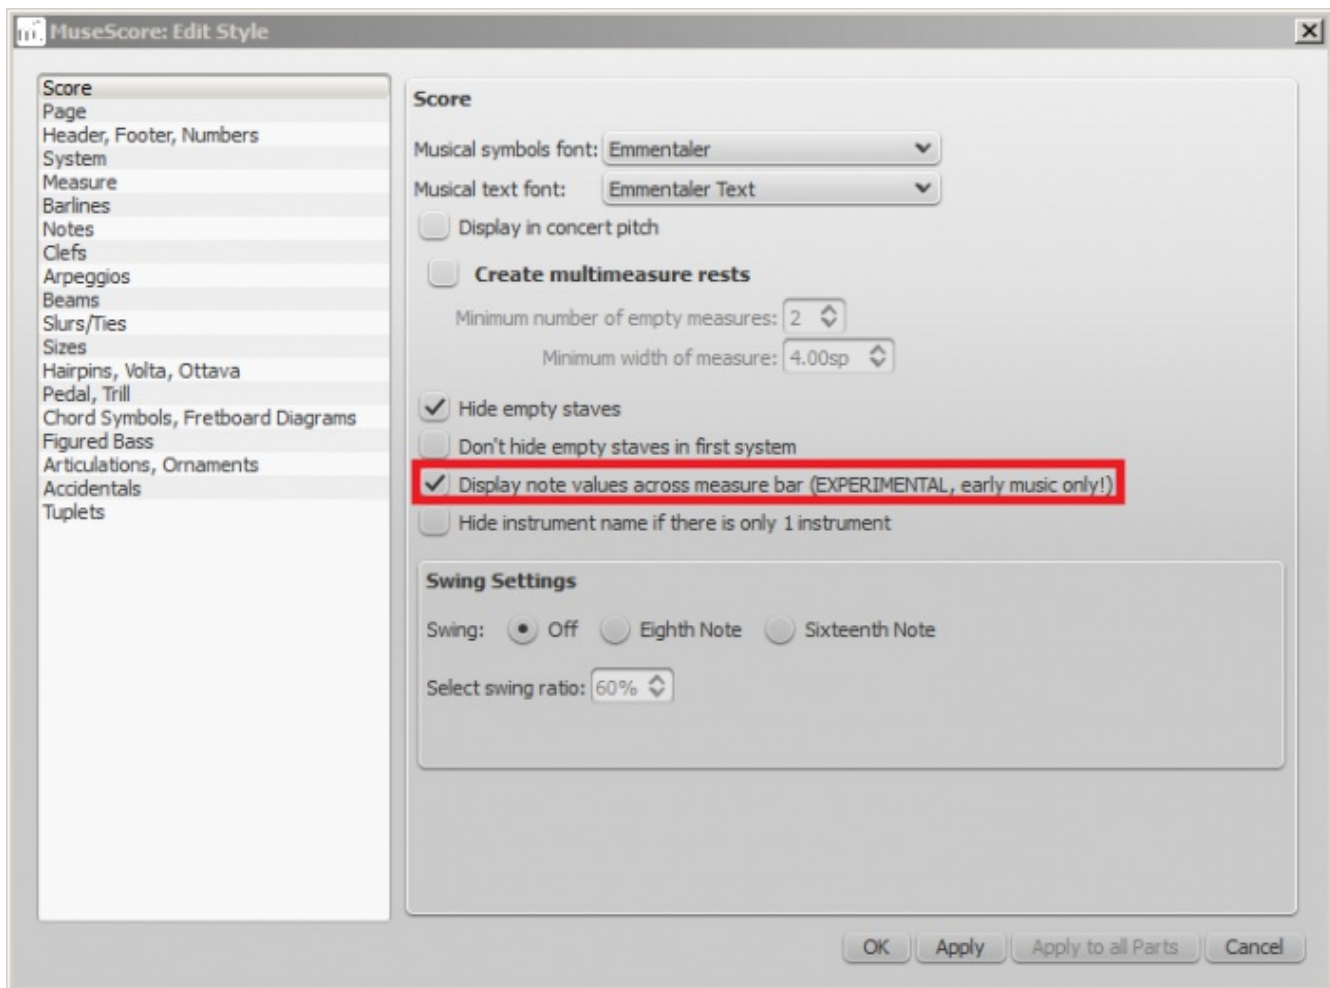 MuseScore: Edit Style
Score
Page
Header, Footer, Numbers
System
Measure
Barlines
Notes
Clefs
Arpeggios
Beams
Slurs/Ties
Sizes
Hairpins, Volta, Ottava
Pedal, Trill
Chord Symbols, Fretboard Diagrams
Figured Bass
Articulations, Ornaments
Accidentals
Tuplets
Score
Musical symbols font: Emmentaler
Musical text font: Emmentaler Text
Display in concert pitch
Create multimeasure rests
Minimum number of empty measures: 2
Minimum width of measure: 4.00sp
Hide empty staves
Don't hide empty staves in first system
Display note values across measure bar (EXPERIMENTAL, early music only!)
Hide instrument name if there is only 1 instrument
Swing Settings
Swing: Off Eighth Note Sixteenth Note
Select swing ratio: 60%
OK Apply Apply to all Parts Cancel